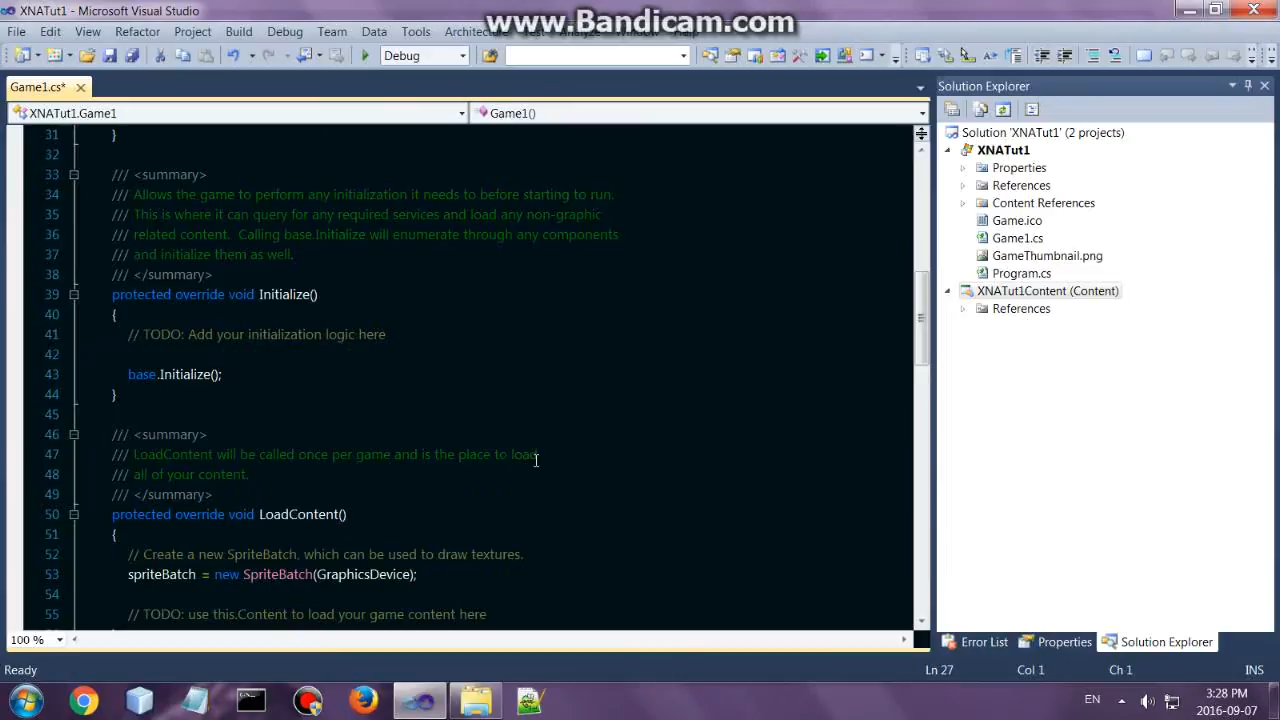 XNATut1 - Microsoft Visual Studio
www.Bandicam.com
File Edit View Refactor Project Build Debug Team Data Tools Architecture
Debug
Game1.cs*
XNATut1.Game1
Game1()
31 }
32
33 /// <summary>
34 /// Allows the game to perform any initialization it needs to before starting to run.
35 /// This is where it can query for any required services and load any non-graphic
36 /// related content.  Calling base.Initialize will enumerate through any components
37 /// and initialize them as well.
38 /// </summary>
39 protected override void Initialize()
40 {
41 // TODO: Add your initialization logic here
42
43 base.Initialize();
44 }
45
46 /// <summary>
47 /// LoadContent will be called once per game and is the place to load
48 /// all of your content.
49 /// </summary>
50 protected override void LoadContent()
51 {
52 // Create a new SpriteBatch, which can be used to draw textures.
53 spriteBatch = new SpriteBatch(GraphicsDevice);
54
55 // TODO: use this.Content to load your game content here
100 %
Solution Explorer
Solution 'XNATut1' (2 projects)
XNATut1
Properties
References
Content References
Game.ico
Game1.cs
GameThumbnail.png
Program.cs
XNATut1Content (Content)
References
Error List Properties Solution Explorer
Ready Ln 27 Col 1 Ch 1 INS
EN
3:28 PM
2016-09-07